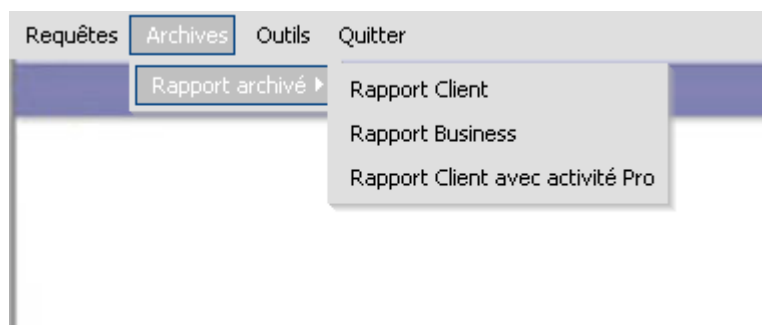 Requêtes Archives Outils Quitter
Rapport archivé Rapport Client
Rapport Business
Rapport Client avec activité Pro